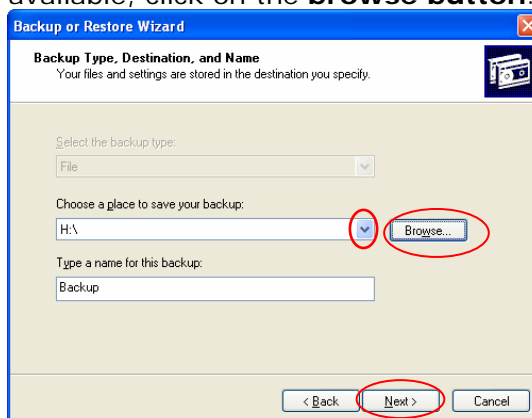 available, click on the browse button.
Backup or Restore Wizard
Backup Type, Destination, and Name
Your files and settings are stored in the destination you specify.
Select the backup type:
File
Choose a place to save your backup:
H:\
Browse...
Type a name for this backup:
Backup
< Back Next > Cancel